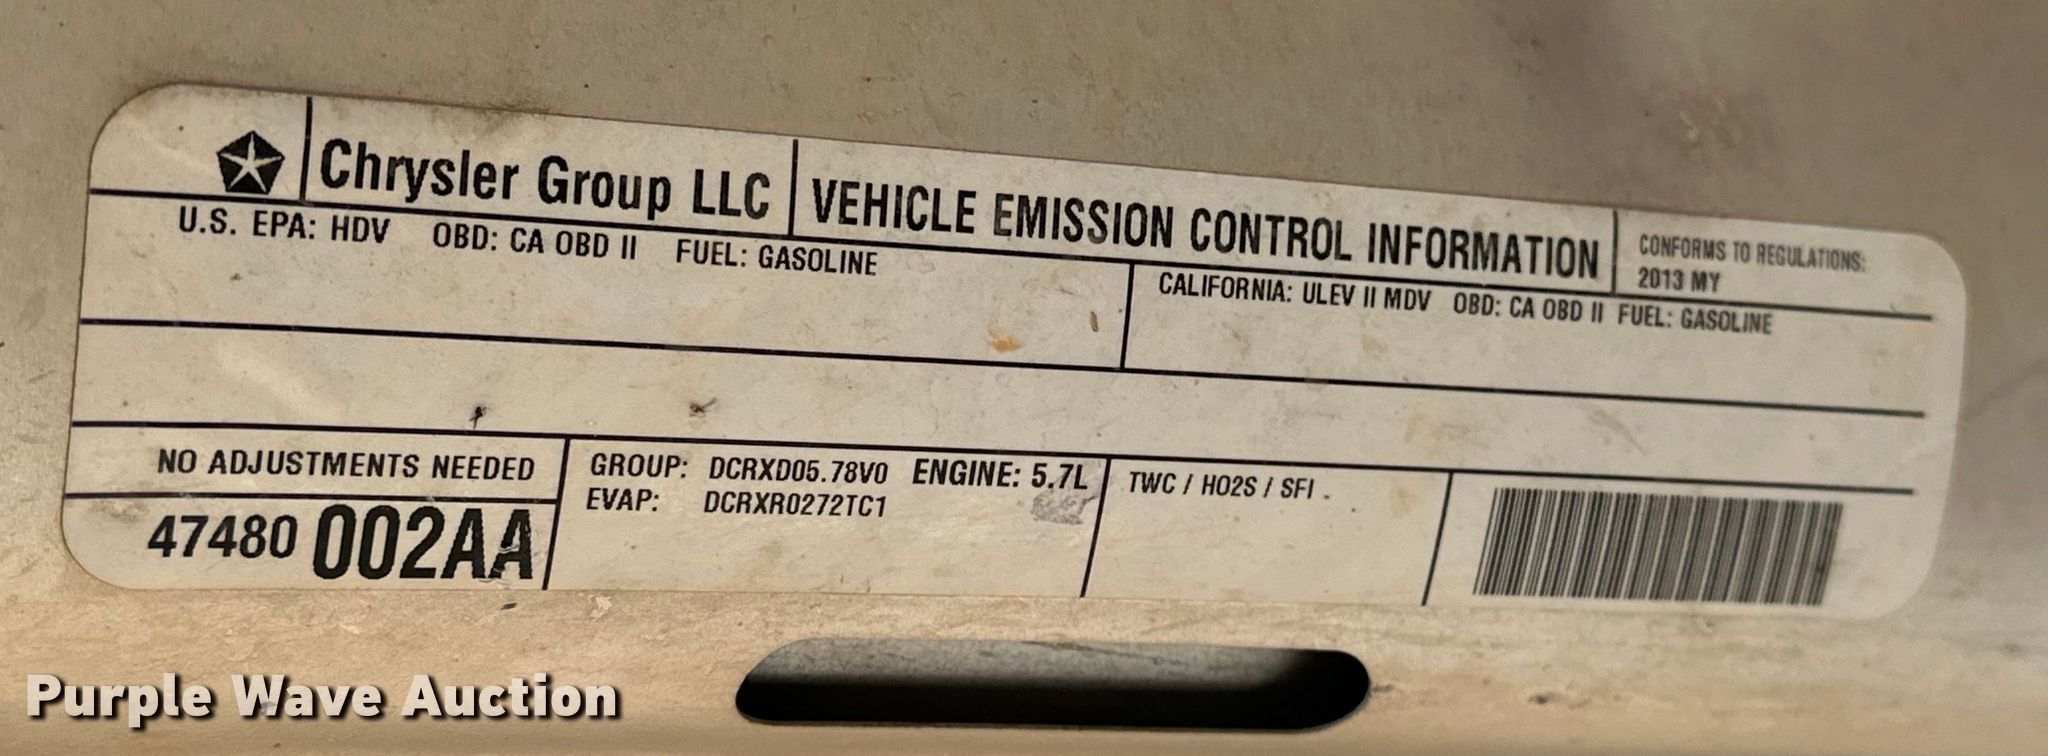 Chrysler Group LLC
VEHICLE EMISSION CONTROL INFORMATION
CONFORMS TO REGULATIONS:
2013 MY
U.S. EPA: HDV OBD: CA OBD II FUEL: GASOLINE
CALIFORNIA: ULEV II MDV OBD: CA OBD II FUEL: GASOLINE
NO ADJUSTMENTS NEEDED
47480 002AA
GROUP: DCRXD05.78V0 ENGINE: 5.7L
EVAP: DCRXR0272TC1
TWC / HO2S / SFI .
Purple Wave Auction